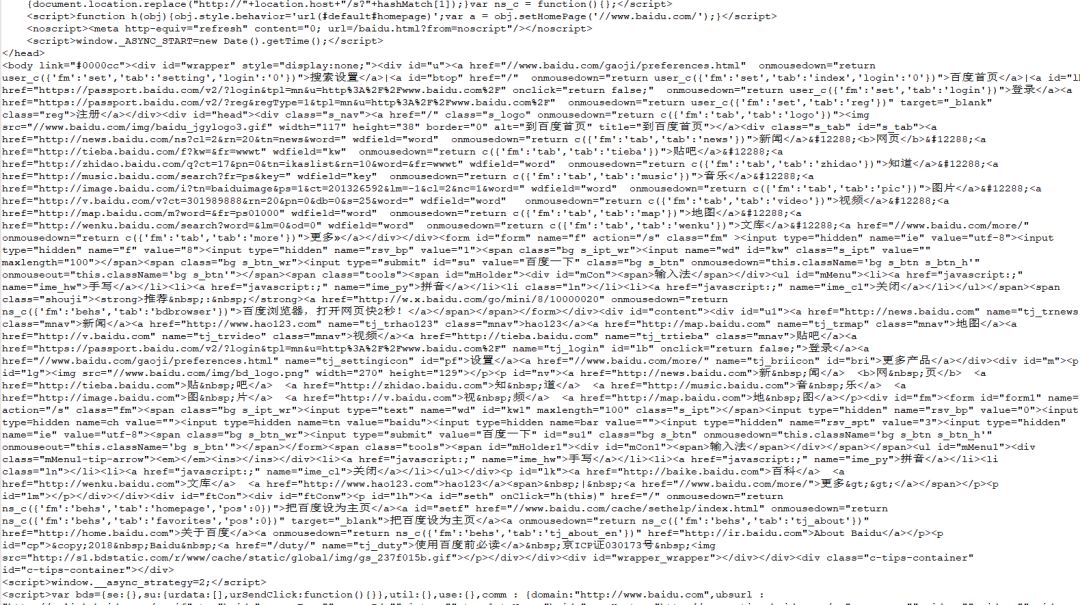 {document.location.replace("http://"+location.host+"/s?"+hashMatch[1]);}var ns_c = function(){};</script>
<script>function h(obj){obj.style.behavior='url(#default#homepage)';var a = obj.setHomePage('//www.baidu.com/');}</script>
<noscript><meta http-equiv="refresh" content="0; url=/baidu.html?from=noscript"/></noscript>
<script>window._ASYNC_START=new Date().getTime();</script>
</head>
<body link="#0000cc"><div id="wrapper" style="display:none;"><div id="u"><a href="//www.baidu.com/gaoji/preferences.html"  onmousedown="return
user_c({'fm':'set','tab':'setting','login':'0'})">搜索设置</a>|<a id="btop" href="/"  onmousedown="return user_c({'fm':'set','tab':'index','login':'0'})">百度首页</a>|<a id="l
href="https://passport.baidu.com/v2/?login&tpl=mn&u=http%3A%2F%2Fwww.baidu.com%2F" onclick="return false;"  onmousedown="return user_c({'fm':'set','tab':'login'})">登录</a><a
href="https://passport.baidu.com/v2/?reg&regType=1&tpl=mn&u=http%3A%2F%2Fwww.baidu.com%2F"  onmousedown="return user_c({'fm':'set','tab':'reg'})" target="_blank"
class="reg">注册</a></div><div id="head"><div class="s_nav"><a href="/" class="s_logo" onmousedown="return c({'fm':'tab','tab':'logo'})"><img
src="//www.baidu.com/img/baidu_jgylogo3.gif" width="117" height="38" border="0" alt="到百度首页" title="到百度首页"></a><div class="s_tab" id="s_tab"><a
href="http://news.baidu.com/ns?cl=2&rn=20&tn=news&word=" wdfield="word"  onmousedown="return c({'fm':'tab','tab':'news'})">新闻</a>&#12288;<b>网页</b>&#12288;<a
href="http://tieba.baidu.com/f?kw=&fr=wwwt" wdfield="kw"  onmousedown="return c({'fm':'tab','tab':'tieba'})">贴吧</a>&#12288;<a
href="http://zhidao.baidu.com/q?ct=17&pn=0&tn=ikaslist&rn=10&word=&fr=wwwt" wdfield="word"  onmousedown="return c({'fm':'tab','tab':'zhidao'})">知道</a>&#12288;<a
href="http://music.baidu.com/search?fr=ps&key=" wdfield="key"  onmousedown="return c({'fm':'tab','tab':'music'})">音乐</a>&#12288;<a
href="http://image.baidu.com/i?tn=baiduimage&ps=1&ct=201326592&lm=-1&cl=2&nc=1&word=" wdfield="word"  onmousedown="return c({'fm':'tab','tab':'pic'})">图片</a>&#12288;<a
href="http://v.baidu.com/v?ct=301989888&rn=20&pn=0&db=0&s=25&word=" wdfield="word"   onmousedown="return c({'fm':'tab','tab':'video'})">视频</a>&#12288;<a
href="http://map.baidu.com/m?word=&fr=ps01000" wdfield="word"  onmousedown="return c({'fm':'tab','tab':'map'})">地图</a>&#12288;<a
href="http://wenku.baidu.com/search?word=&lm=0&od=0" wdfield="word"  onmousedown="return c({'fm':'tab','tab':'wenku'})">文库</a>&#12288;<a href="//www.baidu.com/more/"
onmousedown="return c({'fm':'tab','tab':'more'})">更多»</a></div></div><form id="form" name="f" action="/s" class="fm" ><input type="hidden" name="ie" value="utf-8"><input
type="hidden" name="f" value="8"><input type="hidden" name="rsv_bp" value="1"><span class="bg s_ipt_wr"><input name="wd" id="kw" class="s_ipt" value=""
maxlength="100"></span><span class="bg s_btn_wr"><input type="submit" id="su" value="百度一下" class="bg s_btn" onmousedown="this.className='bg s_btn s_btn_h'"
onmouseout="this.className='bg s_btn'"></span><span class="tools"><span id="mHolder"><div id="mCon"><span>输入法</span></div><ul id="mMenu"><li><a href="javascript:;"
name="ime_hw">手写</a></li><li><a href="javascript:;" name="ime_py">拼音</a></li><li class="ln"></li><li><a href="javascript:;" name="ime_cl">关闭</a></li></ul></span></span><span
class="shouji"><strong>推荐&nbsp;:&nbsp;</strong><a href="http://w.x.baidu.com/go/mini/8/10000020" onmousedown="return
ns_c({'fm':'behs','tab':'bdbrowser'})">百度浏览器，打开网页快2秒！</a></span></form></div><div id="content"><div id="u1"><a href="http://news.baidu.com" name="tj_trnews
class="mnav">新闻</a><a href="http://www.hao123.com" name="tj_trhao123" class="mnav">hao123</a><a href="http://map.baidu.com" name="tj_trmap" class="mnav">地图</a><a
href="http://v.baidu.com" name="tj_trvideo" class="mnav">视频</a><a href="http://tieba.baidu.com" name="tj_trtieba" class="mnav">贴吧</a><a
href="https://passport.baidu.com/v2/?login&tpl=mn&u=http%3A%2F%2Fwww.baidu.com%2F" name="tj_login" id="lb" onclick="return false;">登录</a><a
href="//www.baidu.com/gaoji/preferences.html" name="tj_settingicon" id="pf">设置</a><a href="//www.baidu.com/more/" name="tj_briicon" id="bri">更多产品</a></div><div id="m"><p
id="lg"><img src="//www.baidu.com/img/bd_logo.png" width="270" height="129"></p><p id="nv"><a href="http://news.baidu.com">新&nbsp;闻</a>  <b>网&nbsp;页</b>  <a
href="http://tieba.baidu.com">贴&nbsp;吧</a>  <a href="http://zhidao.baidu.com">知&nbsp;道</a>  <a href="http://music.baidu.com">音&nbsp;乐</a>  <a
href="http://image.baidu.com">图&nbsp;片</a>  <a href="http://v.baidu.com">视&nbsp;频</a>  <a href="http://map.baidu.com">地&nbsp;图</a></p><div id="fm"><form id="form1" name=
action="/s" class="fm"><span class="bg s_ipt_wr"><input type="text" name="wd" id="kw1" maxlength="100" class="s_ipt"></span><input type="hidden" name="rsv_bp" value="0"><input
type=hidden name=ch value=""><input type=hidden name=tn value="baidu"><input type=hidden name=bar value=""><input type="hidden" name="rsv_spt" value="3"><input type="hidden"
name="ie" value="utf-8"><span class="bg s_btn_wr"><input type="submit" value="百度一下" id="su1" class="bg s_btn" onmousedown="this.className='bg s_btn s_btn_h'"
onmouseout="this.className='bg s_btn'"></span></form><span class="tools"><span id="mHolder1"><div id="mCon1"><span>输入法</span></div></span><ul id="mMenu1"><div
class="mMenu1-tip-arrow"><em></em><ins></ins></div><li><a href="javascript:;" name="ime_hw">手写</a></li><li><a href="javascript:;" name="ime_py">拼音</a></li><li
class="ln"></li><li><a href="javascript:;" name="ime_cl">关闭</a></li></ul></div><p id="lk"><a href="http://baike.baidu.com">百科</a>  <a
href="http://wenku.baidu.com">文库</a>  <a href="http://www.hao123.com">hao123</a><span>&nbsp;|&nbsp;<a href="//www.baidu.com/more/">更多&gt;&gt;</a></span></p><p
id="lm"></p></div></div><div id="ftCon"><div id="ftConw"><p id="lh"><a id="seth" onClick="h(this)" href="/" onmousedown="return
ns_c({'fm':'behs','tab':'homepage','pos':0})">把百度设为主页</a><a id="setf" href="//www.baidu.com/cache/sethelp/index.html" onmousedown="return
ns_c({'fm':'behs','tab':'favorites','pos':0})" target="_blank">把百度设为主页</a><a onmousedown="return ns_c({'fm':'behs','tab':'tj_about'})"
href="http://home.baidu.com">关于百度</a><a onmousedown="return ns_c({'fm':'behs','tab':'tj_about_en'})" href="http://ir.baidu.com">About Baidu</a></p><p
id="cp">&copy;2018&nbsp;Baidu&nbsp;<a href="/duty/" name="tj_duty">使用百度前必读</a>&nbsp;京ICP证030173号&nbsp;<img
src="http://s1.bdstatic.com/r/www/cache/static/global/img/gs_237f015b.gif"></p></div></div><div id="wrapper_wrapper"></div></div><div class="c-tips-container"
id="c-tips-container"></div>
<script>window.__async_strategy=2;</script>
<script>var bds={se:{},su:{urdata:[],urSendClick:function(){}},util:{},use:{},comm : {domain:"http://www.baidu.com",ubsurl :